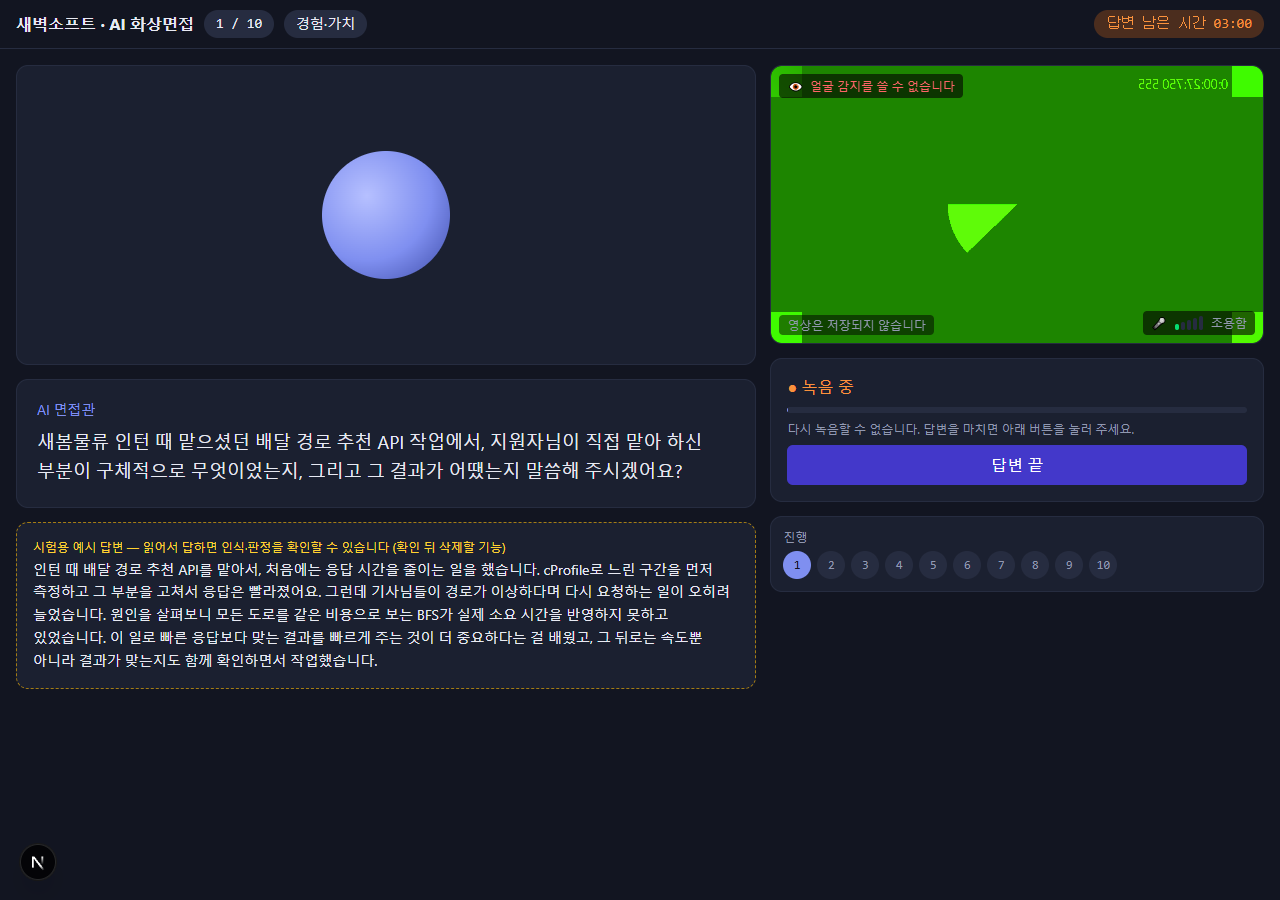 새벽소프트 · AI 화상면접
1 / 10
경험·가치
답변 남은 시간 03:00
얼굴 감지를 쓸 수 없습니다
0:00:27:750 555
영상은 저장되지 않습니다
조용함
AI 면접관
새봄물류 인턴 때 맡으셨던 배달 경로 추천 API 작업에서, 지원자님이 직접 맡아 하신
부분이 구체적으로 무엇이었는지, 그리고 그 결과가 어땠는지 말씀해 주시겠어요?
● 녹음 중
다시 녹음할 수 없습니다. 답변을 마치면 아래 버튼을 눌러 주세요.
답변 끝
시험용 예시 답변 — 읽어서 답하면 인식·판정을 확인할 수 있습니다 (확인 뒤 삭제할 기능)
인턴 때 배달 경로 추천 API를 맡아서, 처음에는 응답 시간을 줄이는 일을 했습니다. cProfile로 느린 구간을 먼저
측정하고 그 부분을 고쳐서 응답은 빨라졌어요. 그런데 기사님들이 경로가 이상하다며 다시 요청하는 일이 오히려
늘었습니다. 원인을 살펴보니 모든 도로를 같은 비용으로 보는 BFS가 실제 소요 시간을 반영하지 못하고
있었습니다. 이 일로 빠른 응답보다 맞는 결과를 빠르게 주는 것이 더 중요하다는 걸 배웠고, 그 뒤로는 속도뿐
아니라 결과가 맞는지도 함께 확인하면서 작업했습니다.
진행
1 2 3 4 5 6 7 8 9 10
N